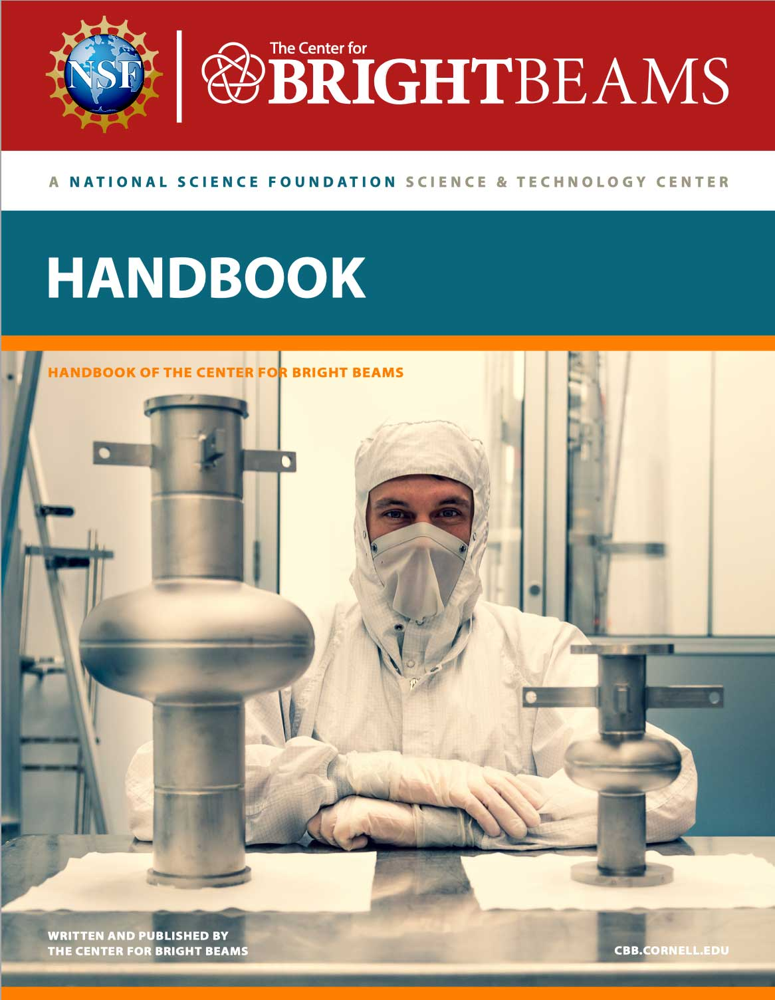 NSF
The Center for
BRIGHTBEAMS
A NATIONAL SCIENCE FOUNDATION SCIENCE & TECHNOLOGY CENTER
HANDBOOK
HANDBOOK OF THE CENTER FOR BRIGHT BEAMS
WRITTEN AND PUBLISHED BY
THE CENTER FOR BRIGHT BEAMS
CBB.CORNELL.EDU